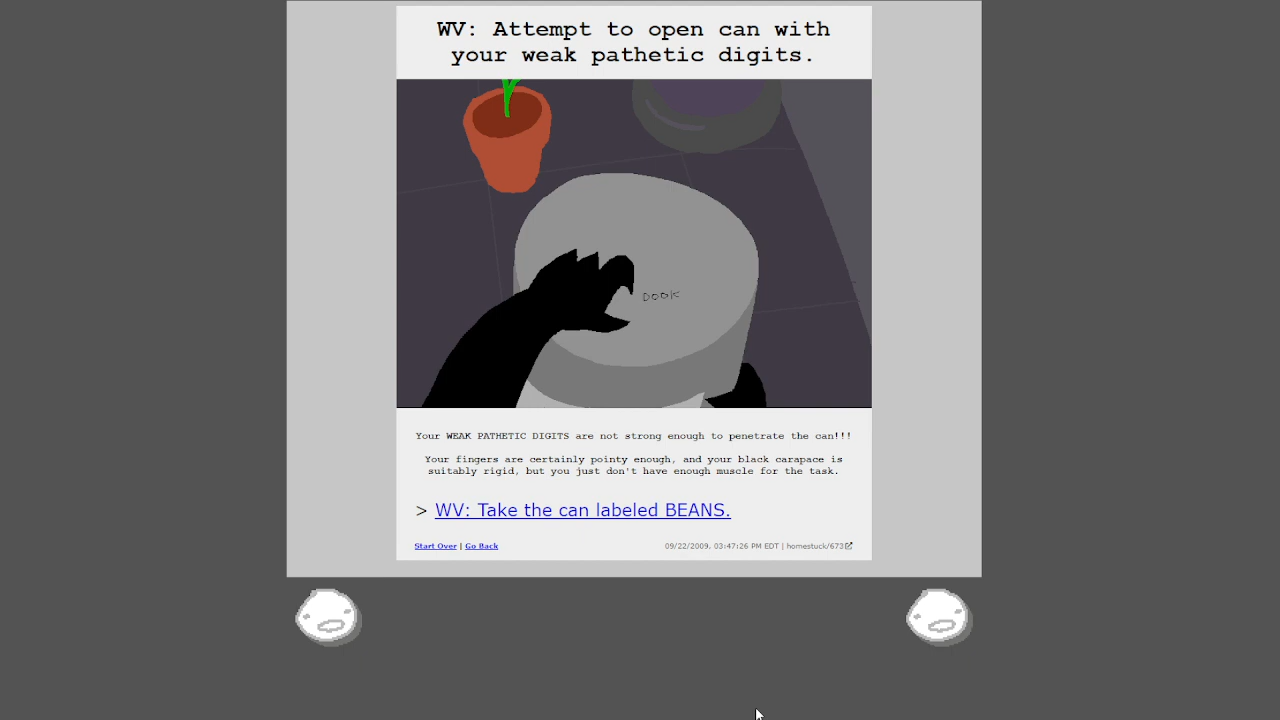 WV: Attempt to open can with
your weak pathetic digits.
DOOK
Your WEAK PATHETIC DIGITS are not strong enough to penetrate the can!!!
Your fingers are certainly pointy enough, and your black carapace is
suitably rigid, but you just don't have enough muscle for the task.
> WV: Take the can labeled BEANS.
Start Over | Go Back
09/22/2009, 03:47:26 PM EDT | homestuck/673